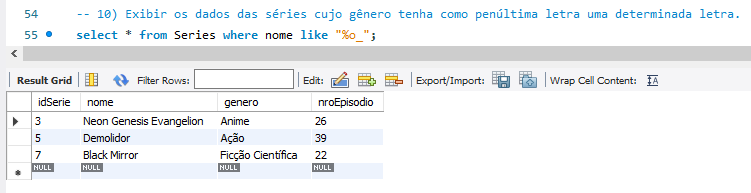 54 -- 10) Exibir os dados das séries cujo gênero tenha como penúltima letra uma determinada letra.
55 select * from Series where nome like "%o_";
Result Grid Filter Rows: Edit: Export/Import: Wrap Cell Content: IA
idSerie nome genero nroEpisodio
3 Neon Genesis Evangelion Anime 26
5 Demolidor Ação 39
7 Black Mirror Ficção Científica 22
NULL NULL NULL NULL